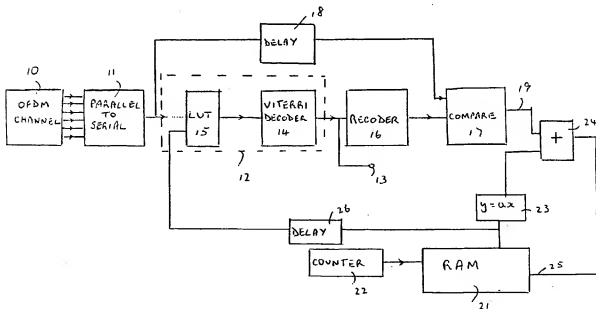 18
DELAY
10
11
OFDM
CHANNEL
PARALLEL
TO
SERIAL
LUT
15
VITERRI
DECODER
14
RECODER
16
COMPARE
17
19
24
+
12
13
26
DELAY
y=ax
23
COUNTER
22
RAM
21
25